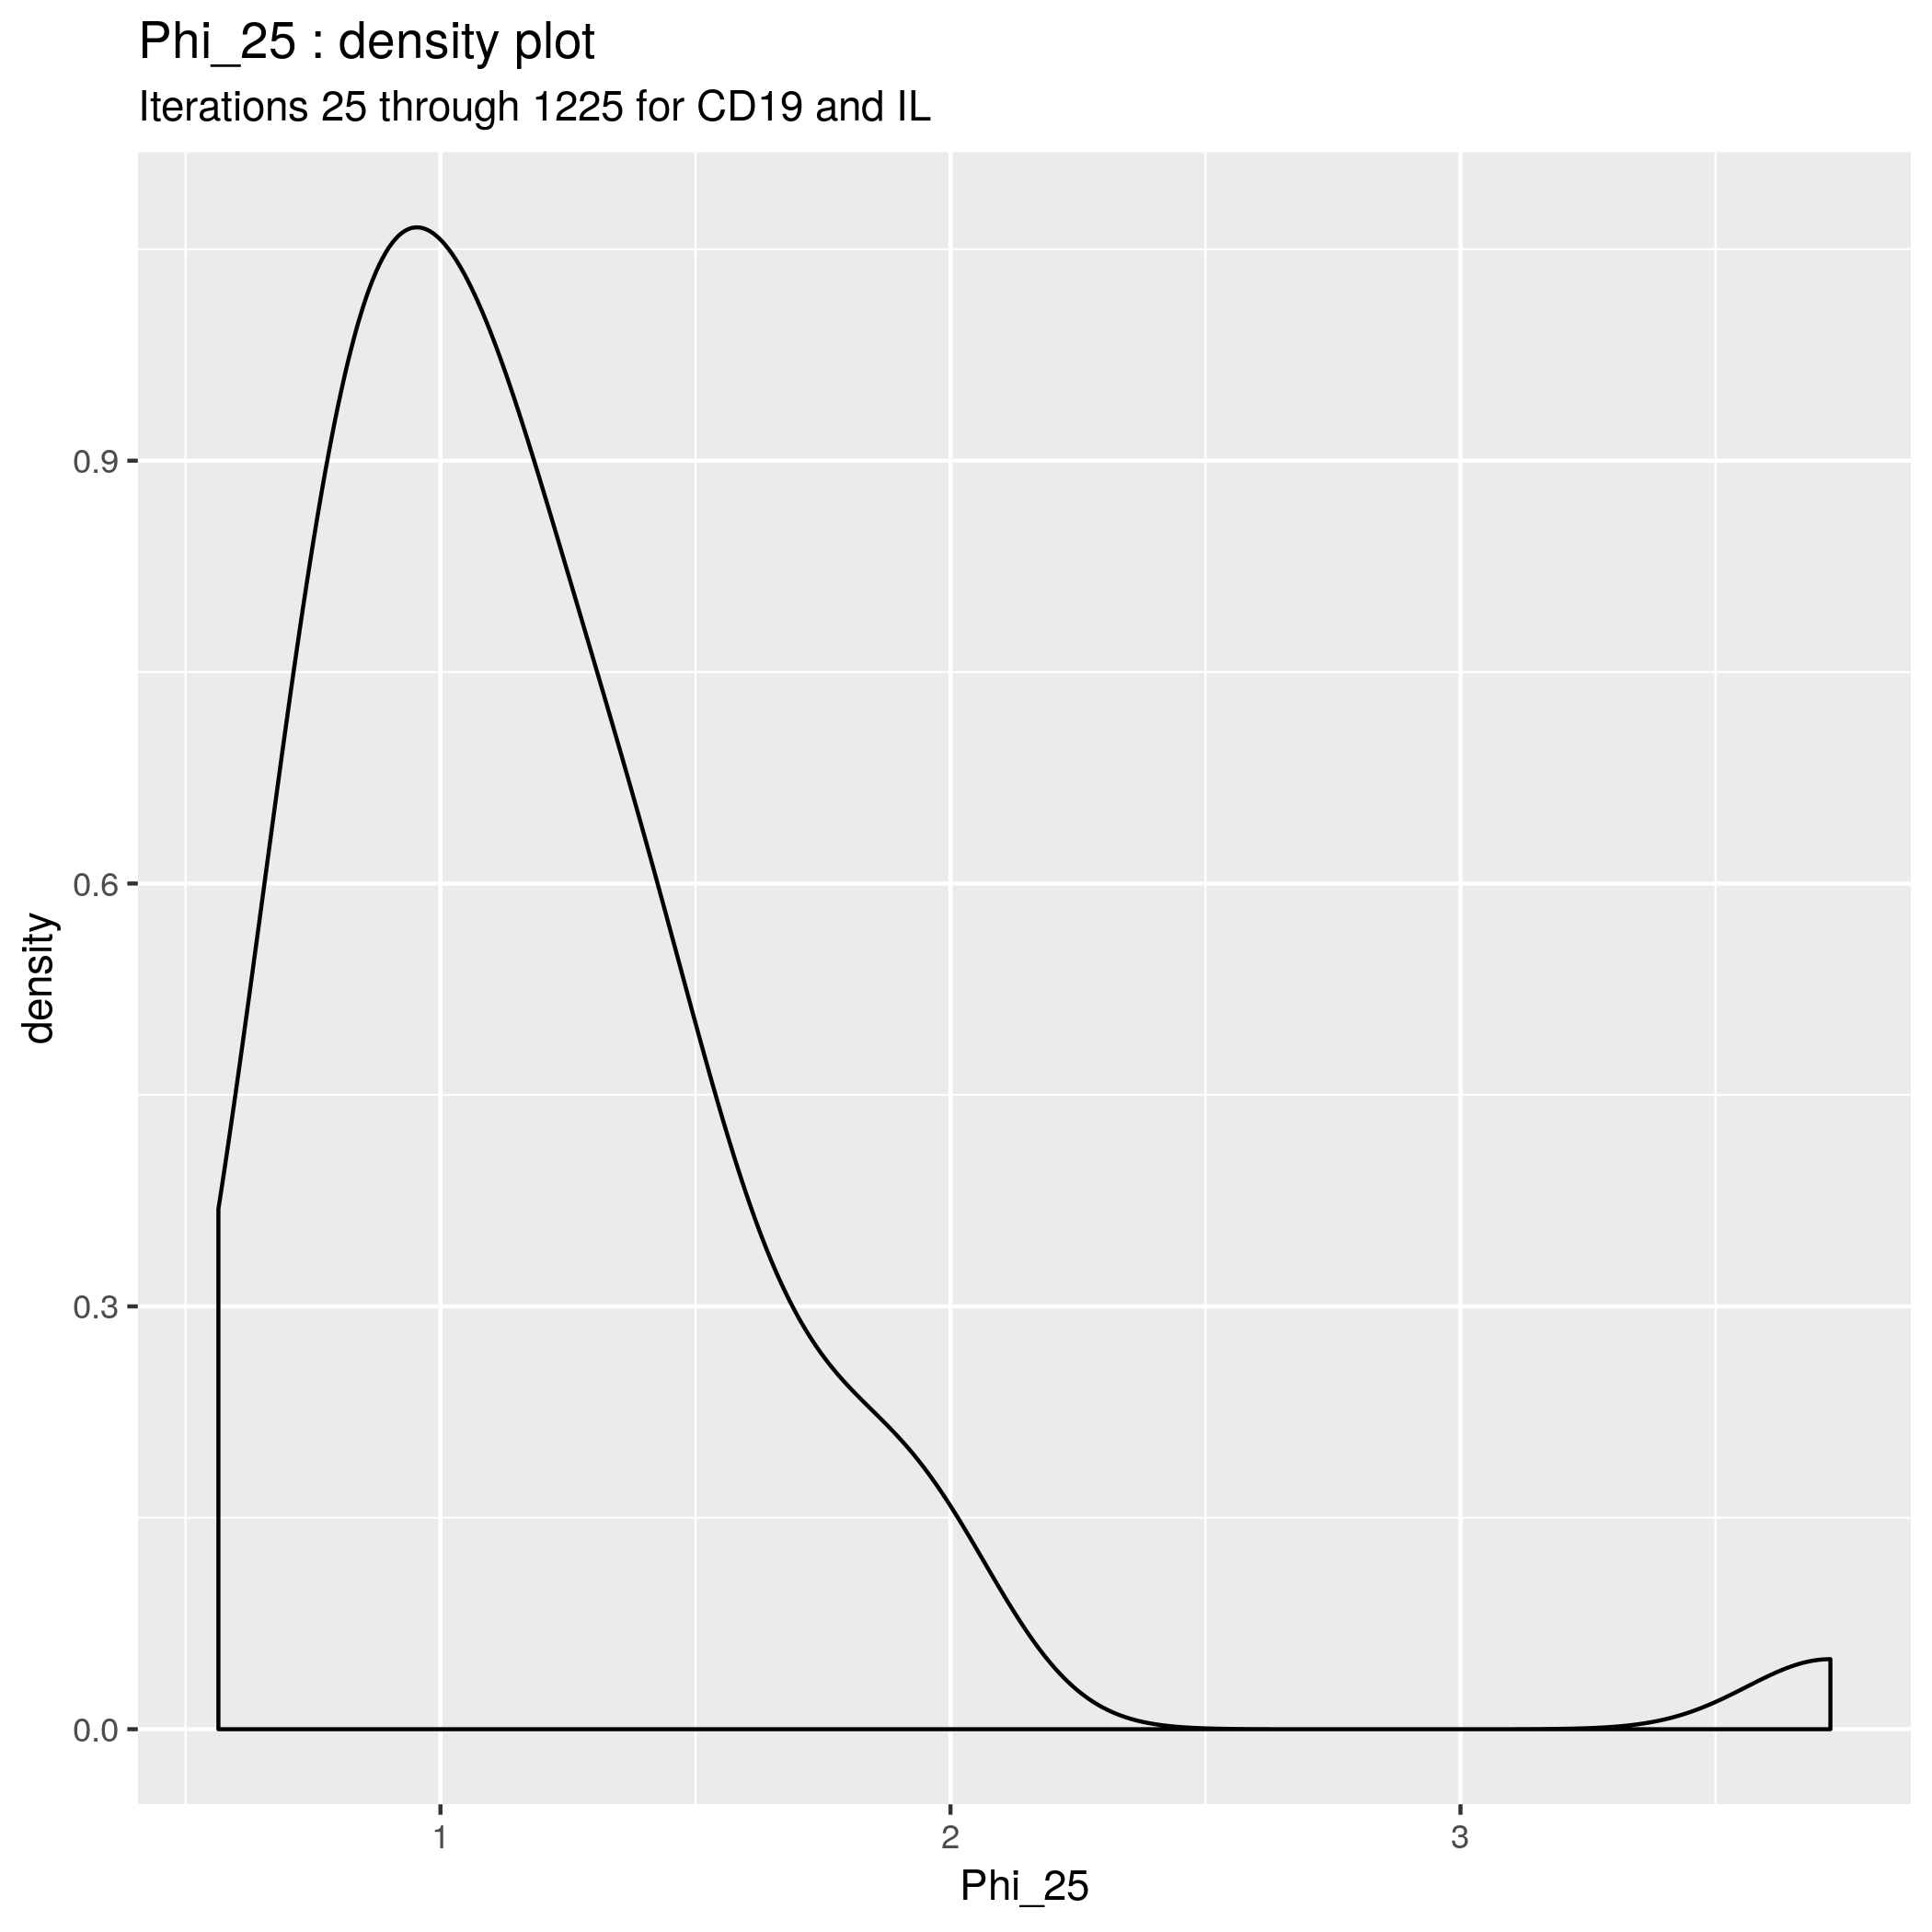 Phi_25 : density plot
Iterations 25 through 1225 for CD19 and IL
density
0.9
0.6
0.3
0.0
1 2 3
Phi_25